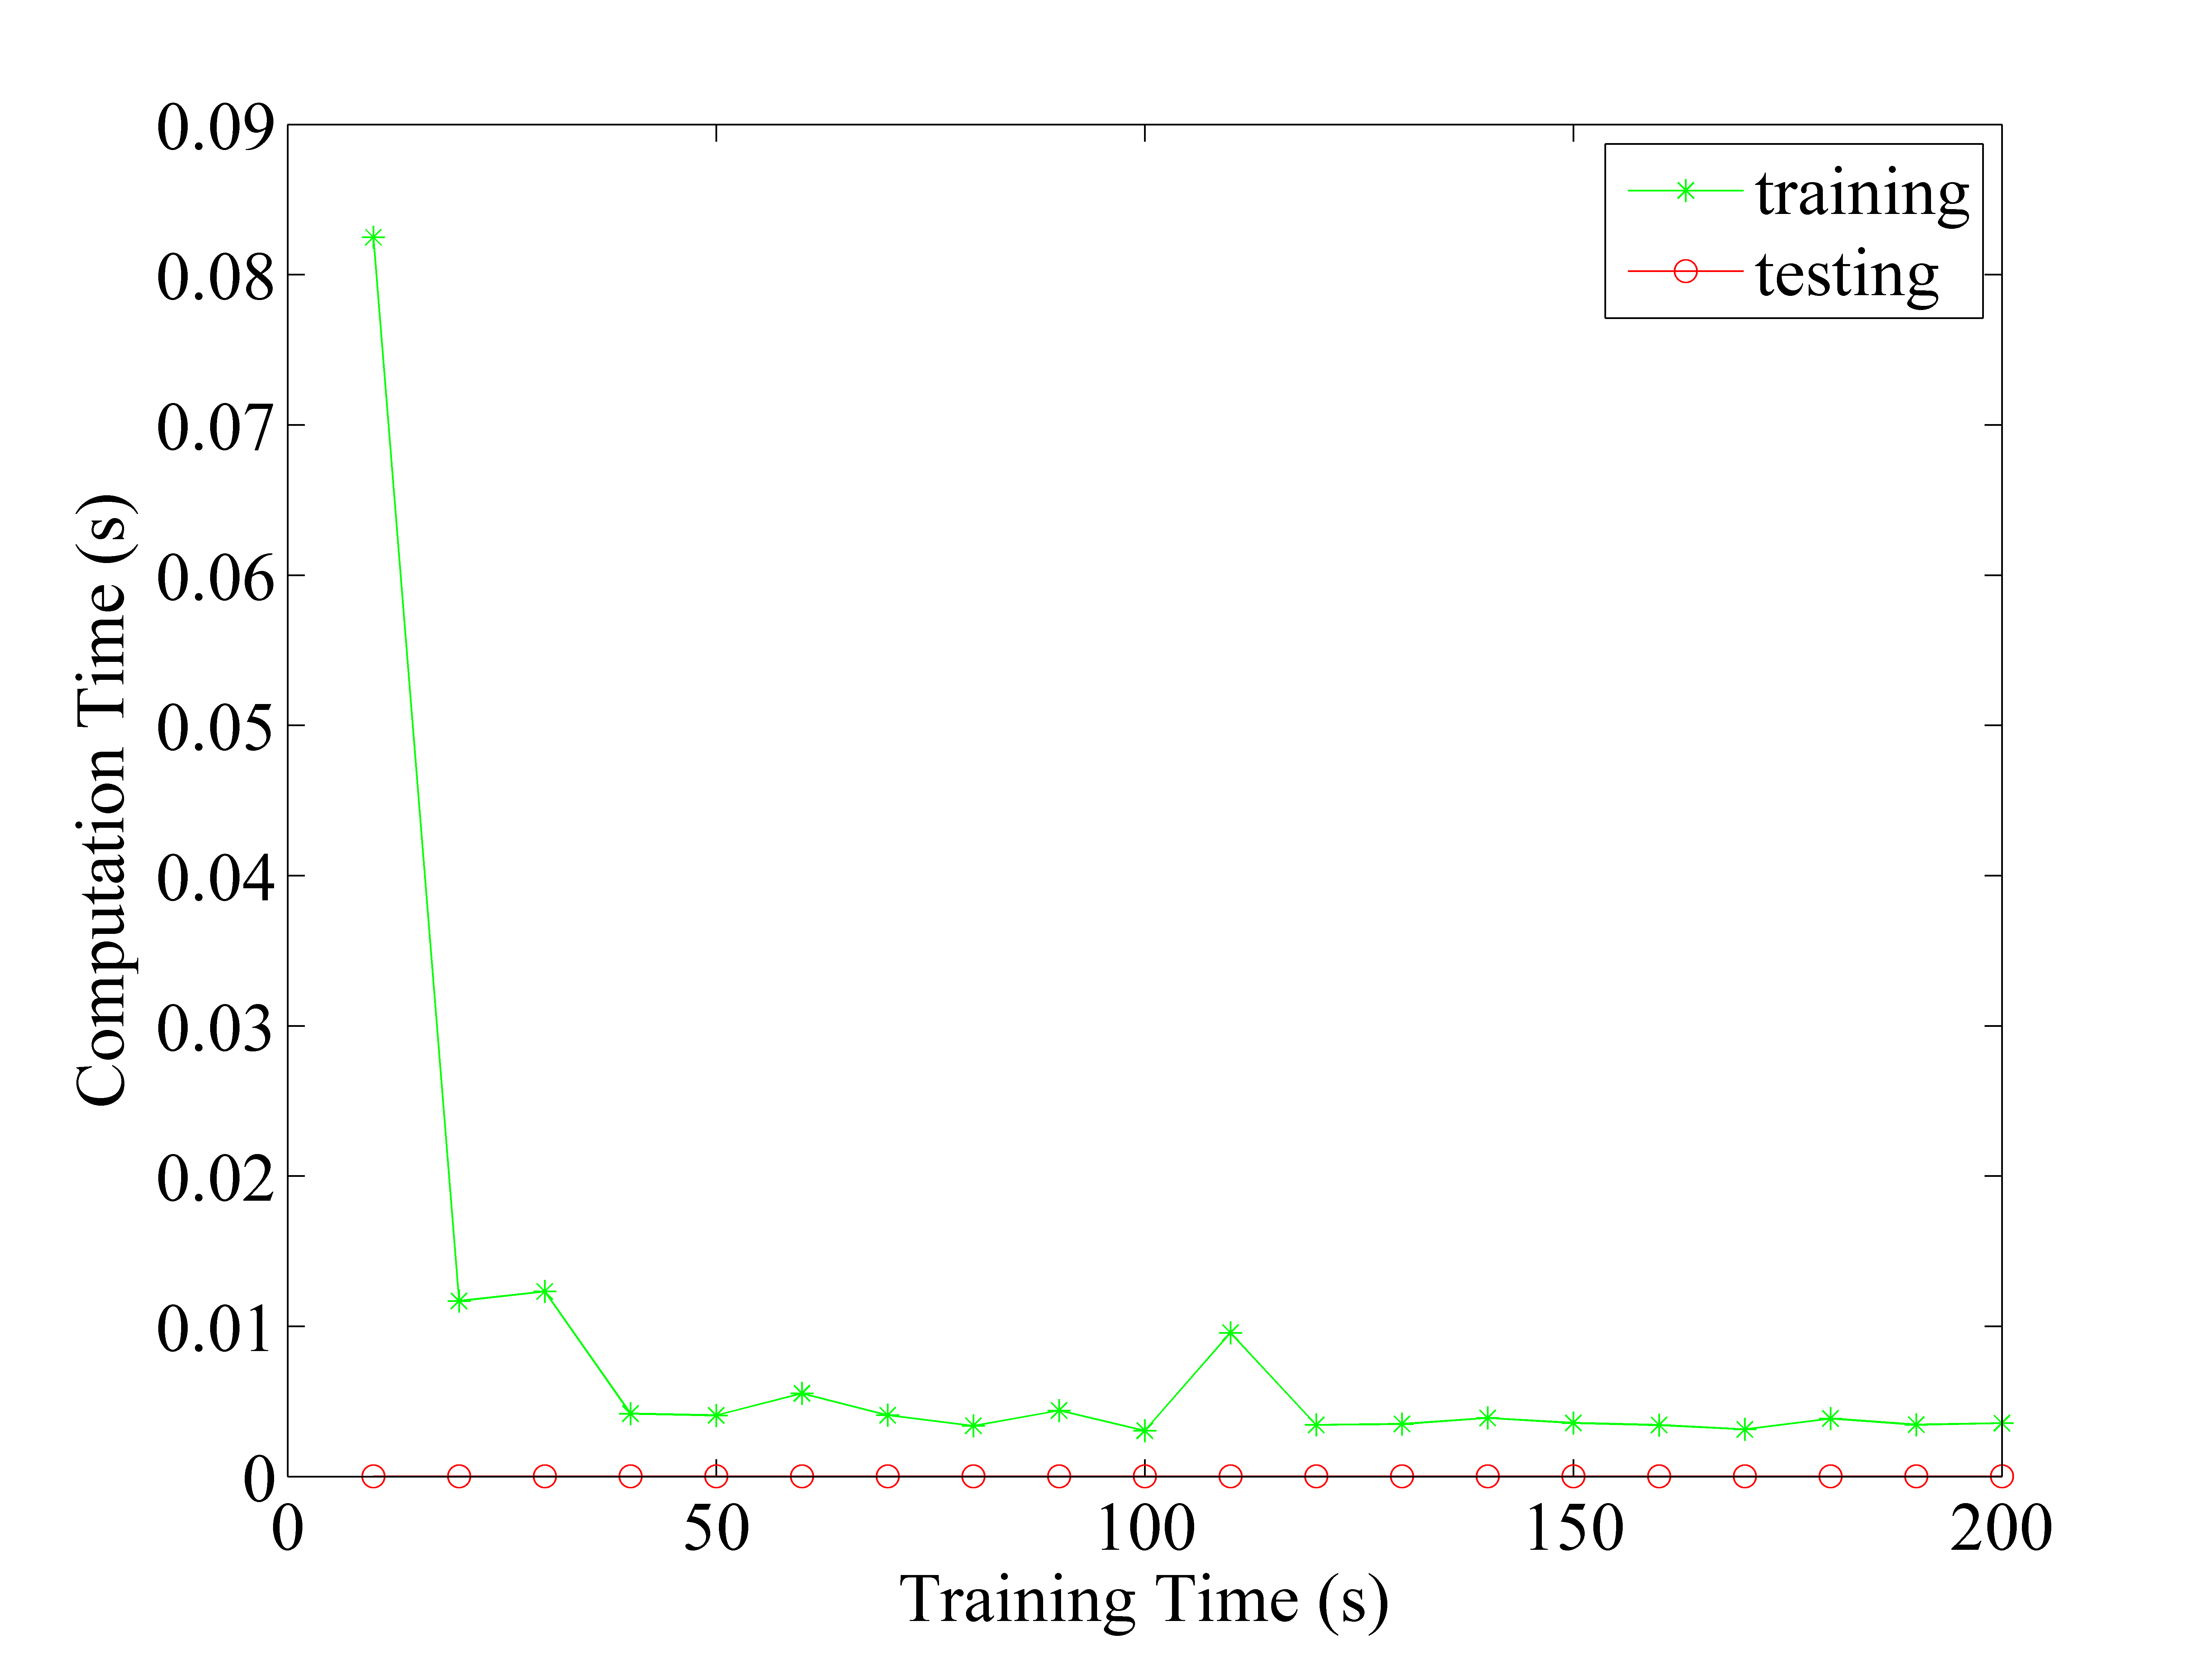 0.09
0.08
0.07
0.06
0.05
0.04
0.03
0.02
0.01
0
0 50 100 150 200
Computation Time (s)
Training Time (s)
training
testing